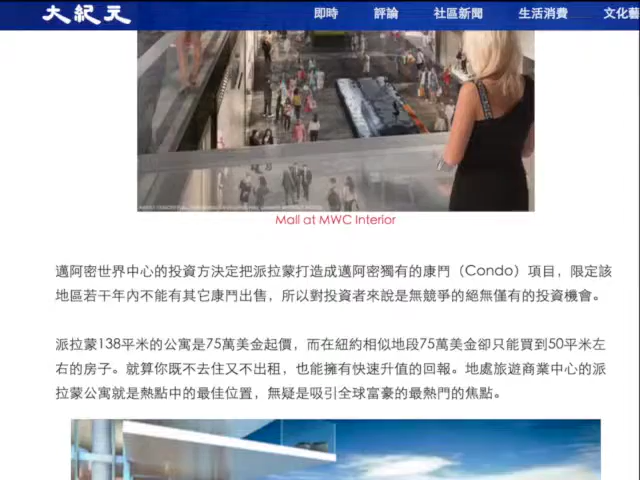 大紀元
即時 評論 社區新聞 生活消費 文化藝
Mall at MWC Interior
邁阿密世界中心的投資方決定把派拉蒙打造成邁阿密獨有的康鬥（Condo）項目，限定該
地區若干年內不能有其它康鬥出售，所以對投資者來說是無競爭的絕無僅有的投資機會。
派拉蒙138平米的公寓是75萬美金起價，而在紐約相似地段75萬美金卻只能買到50平米左
右的房子。就算你既不去住又不出租，也能擁有快速升值的回報。地處旅遊商業中心的派
拉蒙公寓就是熱點中的最佳位置，無疑是吸引全球富豪的最熱門的焦點。